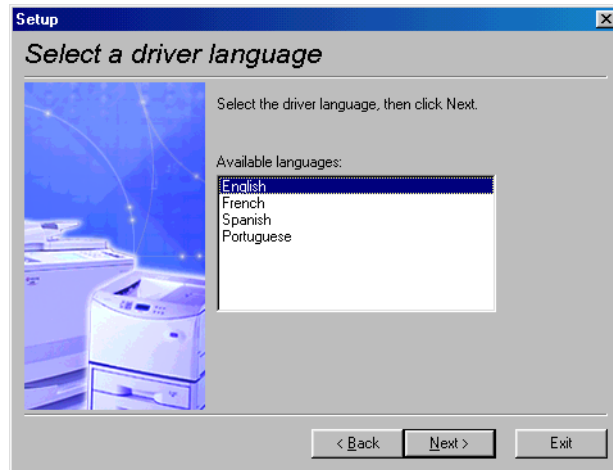 Setup
Select a driver language
Select the driver language, then click Next.
Available languages:
English
French
Spanish
Portuguese
< Back
Next >
Exit